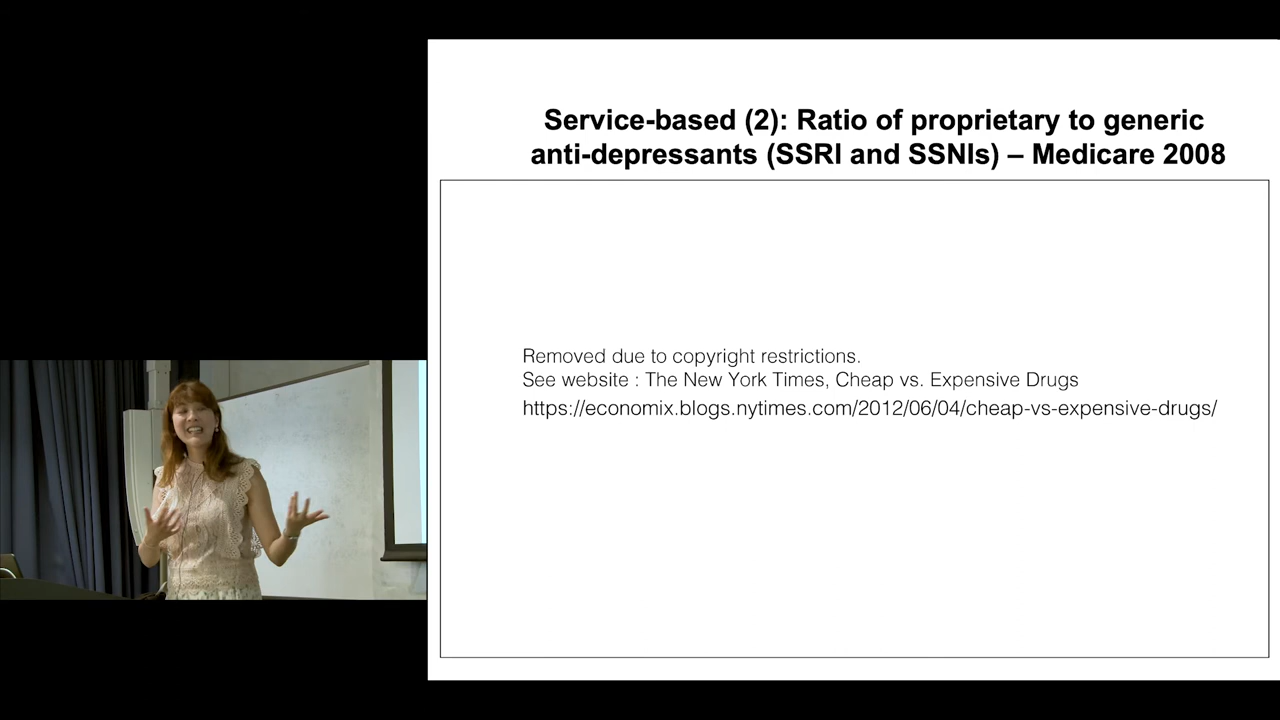 Service-based (2): Ratio of proprietary to generic
anti-depressants (SSRI and SSNIs) – Medicare 2008
Removed due to copyright restrictions.
See website : The New York Times, Cheap vs. Expensive Drugs
https://economix.blogs.nytimes.com/2012/06/04/cheap-vs-expensive-drugs/